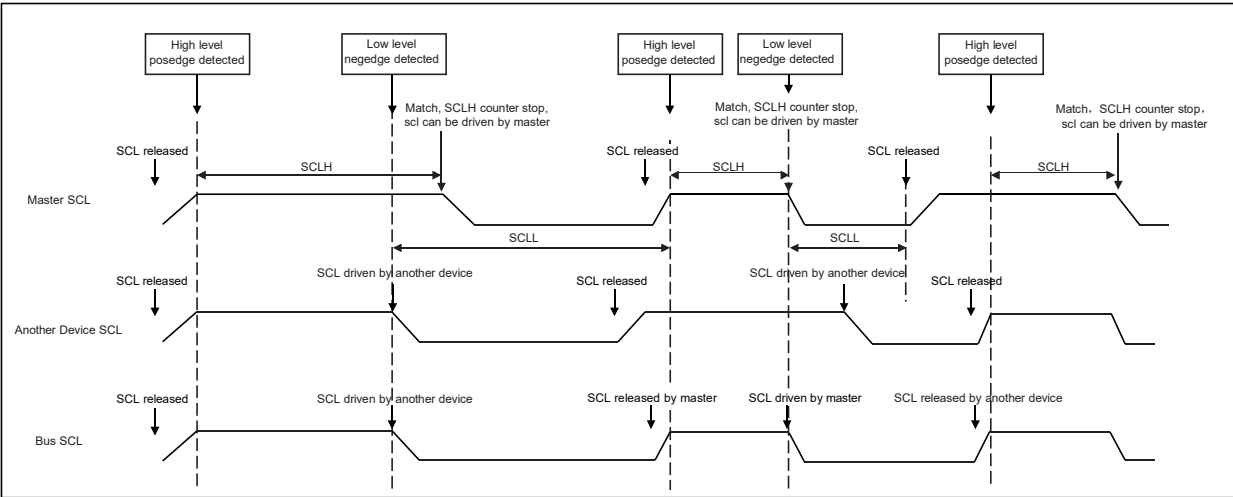 High level
posedge detected
Low level
negedge detected
High level
posedge detected
Low level
negedge detected
High level
posedge detected
Match, SCLH counter stop,
scl can be driven by master
Match, SCLH counter stop,
scl can be driven by master
Match，SCLH counter stop，
scl can be driven by master
SCL released
SCLH
SCL released
SCLH
SCL released
SCLH
Master SCL
SCLL
SCLL
SCL released
SCL driven by another device
SCL released
SCL driven by another device
SCL released
Another Device SCL
SCL released
SCL driven by another device
SCL released by master
SCL driven by master
SCL released by another device
Bus SCL